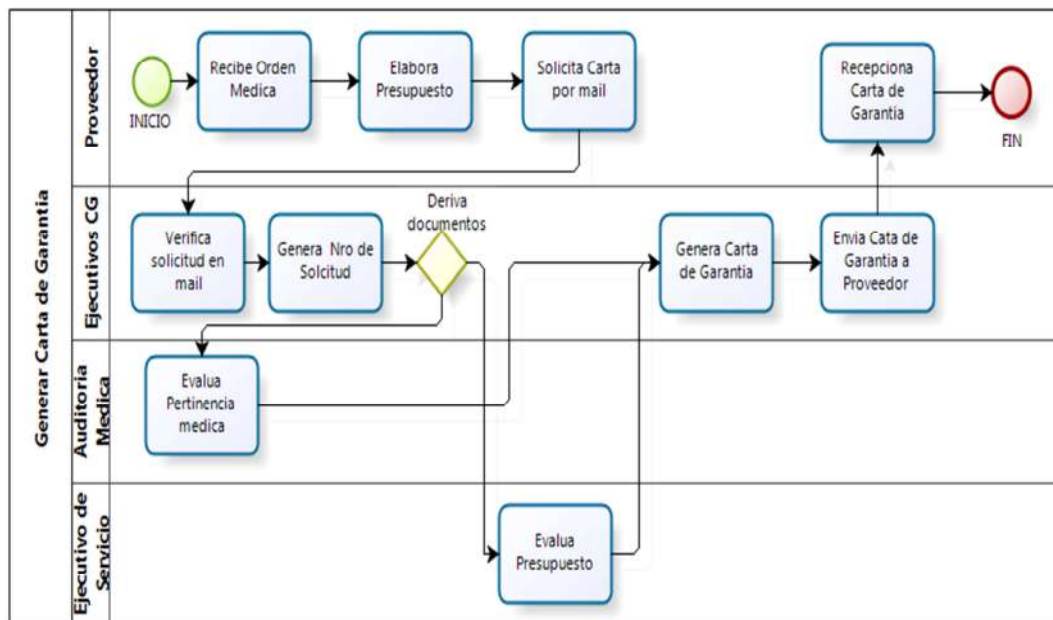 Generar Carta de Garantia
Proveedor
INICIO
Recibe Orden
Medica
Elabora
Presupuesto
Solicita Carta
por mail
Recepciona
Carta de
Garantia
FIN
Ejecutivos CG
Verifica
solicitud en
mail
Genera Nro de
Solcitud
Deriva
documentos
Genera Carta
de Garantia
Envia Cata de
Garantia a
Proveedor
Auditoria
Medica
Evalua
Pertinencia
medica
Ejecutivo de
Servicio
Evalua
Presupuesto